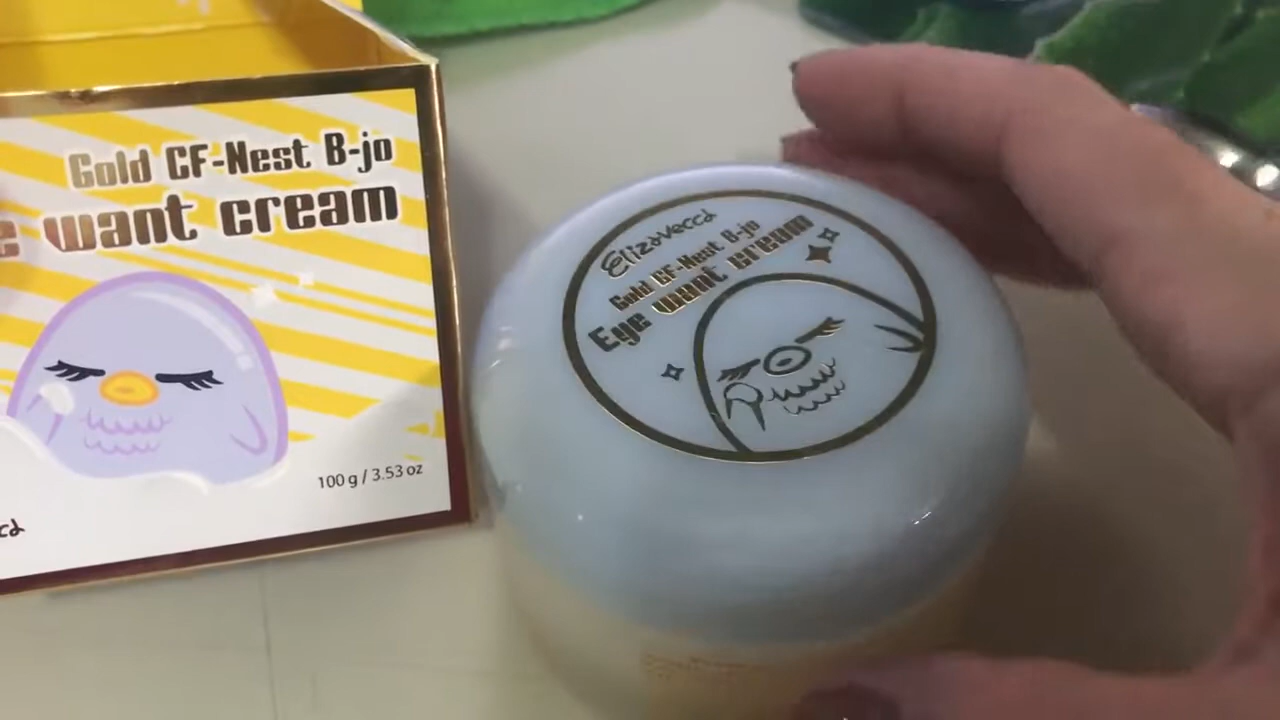 Gold CF-Nest B-jo
e want cream
100 g / 3.53 oz
Elizavecca
Gold CF-Nest B-jo
Eye want cream